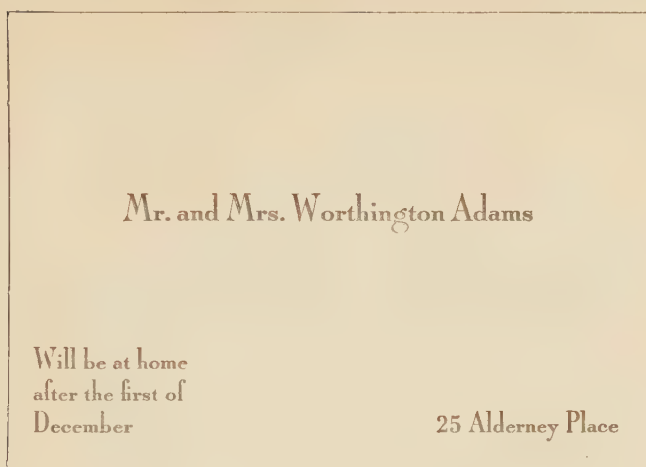 Mr. and Mrs. Worthington Adams
Will be at home
after the first of
December
25 Alderney Place